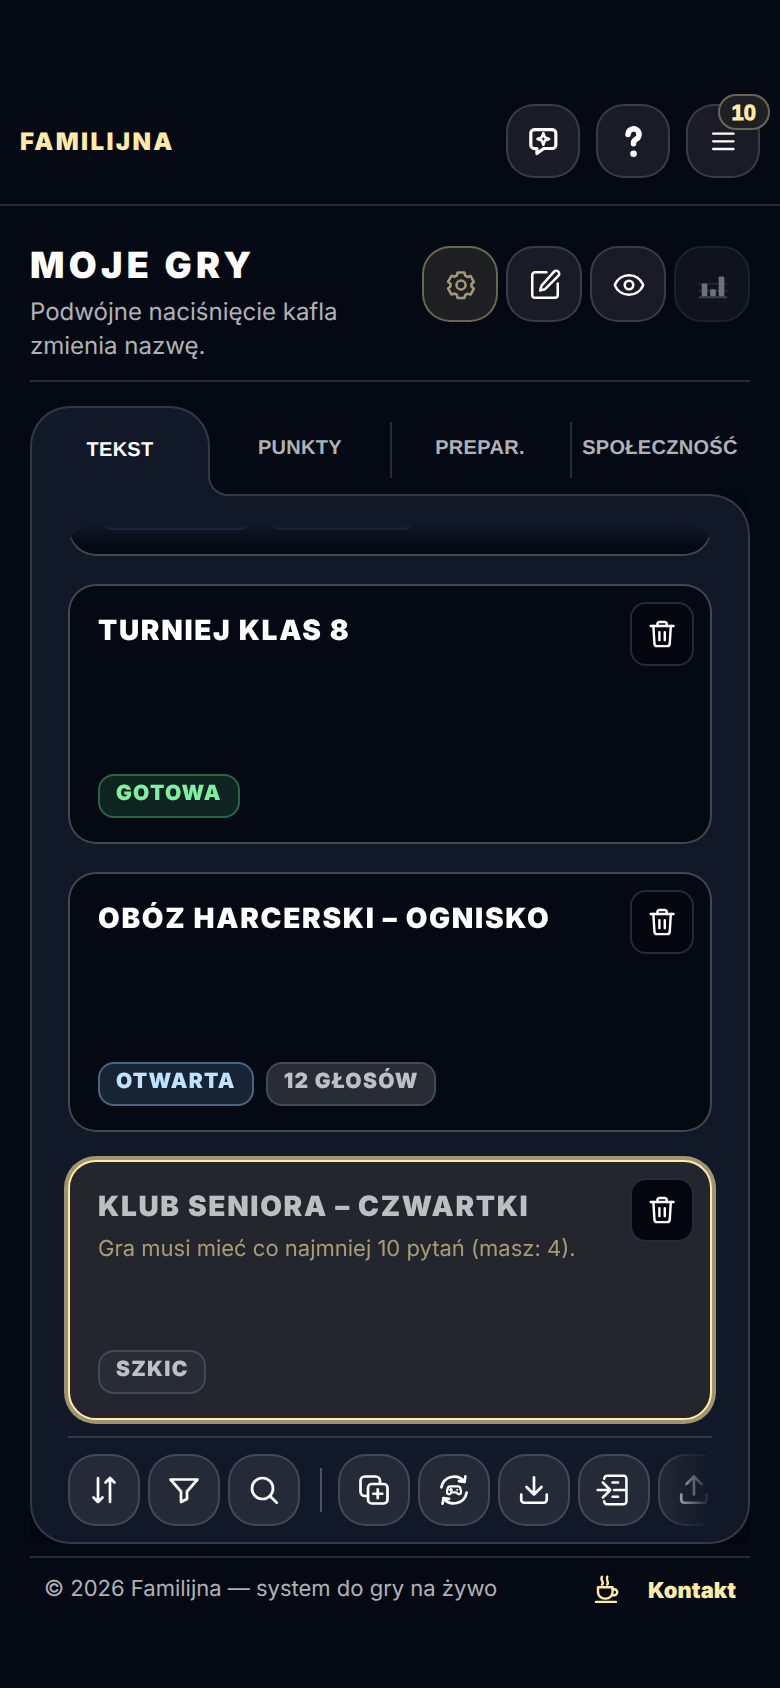 FAMILIJNA
10
MOJE GRY
Podwójne naciśnięcie kafla
zmienia nazwę.
TEKST
PUNKTY
PREPAR.
SPOŁECZNOŚĆ
TURNIEJ KLAS 8
GOTOWA
OBÓZ HARCERSKI – OGNISKO
OTWARTA
12 GŁOSÓW
KLUB SENIORA – CZWARTKI
Gra musi mieć co najmniej 10 pytań (masz: 4).
SZKIC
© 2026 Familijna — system do gry na żywo
Kontakt